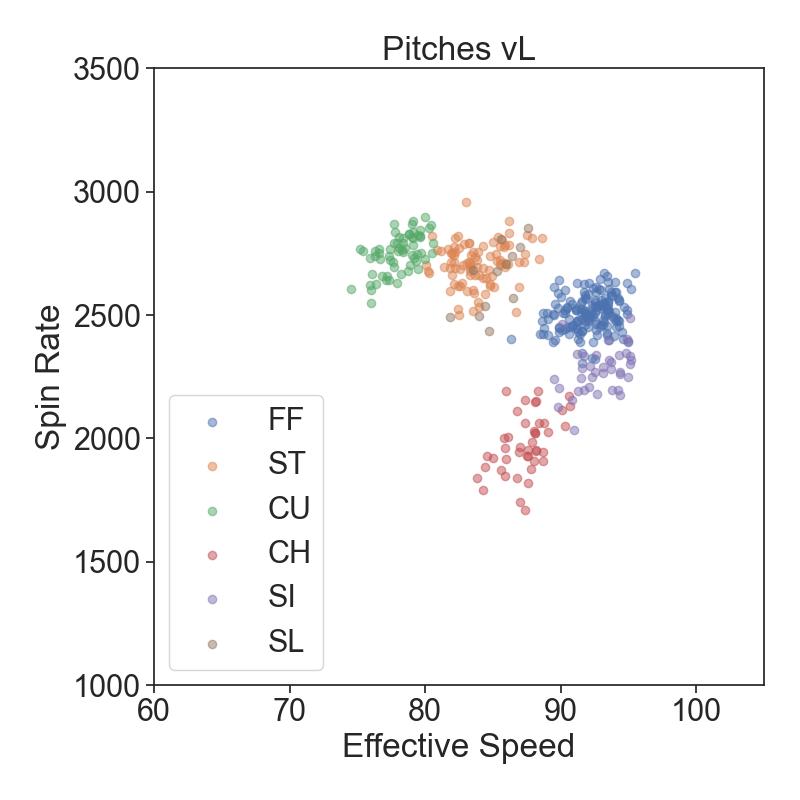 Pitches vL
3500
3000
2500
2000
1500
1000
Spin Rate
FF
ST
CU
CH
SI
SL
60 70 80 90 100
Effective Speed